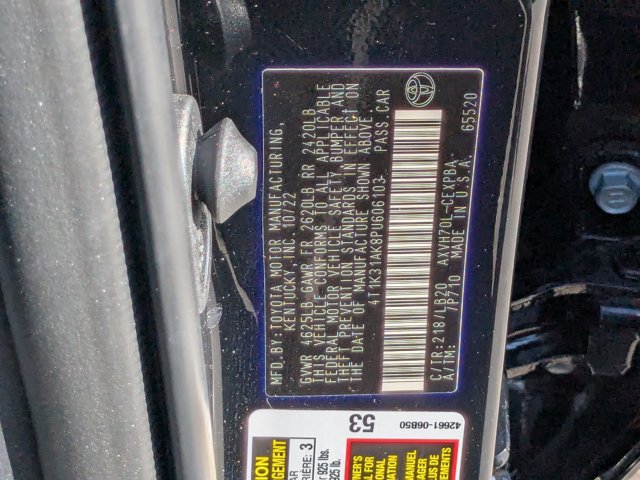 MFD. BY: TOYOTA MOTOR MANUFACTURING,
KENTUCKY, INC. 10/22
GVWR 4625LB GAWR FR 2620LB RR 2420LB
THIS VEHICLE CONFORMS TO ALL APPLICABLE
FEDERAL MOTOR VEHICLE SAFETY, BUMPER AND
THEFT PREVENTION STANDARDS IN EFFECT ON
THE DATE OF MANUFACTURE SHOWN ABOVE.
4T1K31AK8PU606103 PASS.CAR
C/TR:218/LB20 AXVH70L-CEXPBA
A/TM: 7P710 MADE IN U.S.A. 65520
53
42661-06B50
3